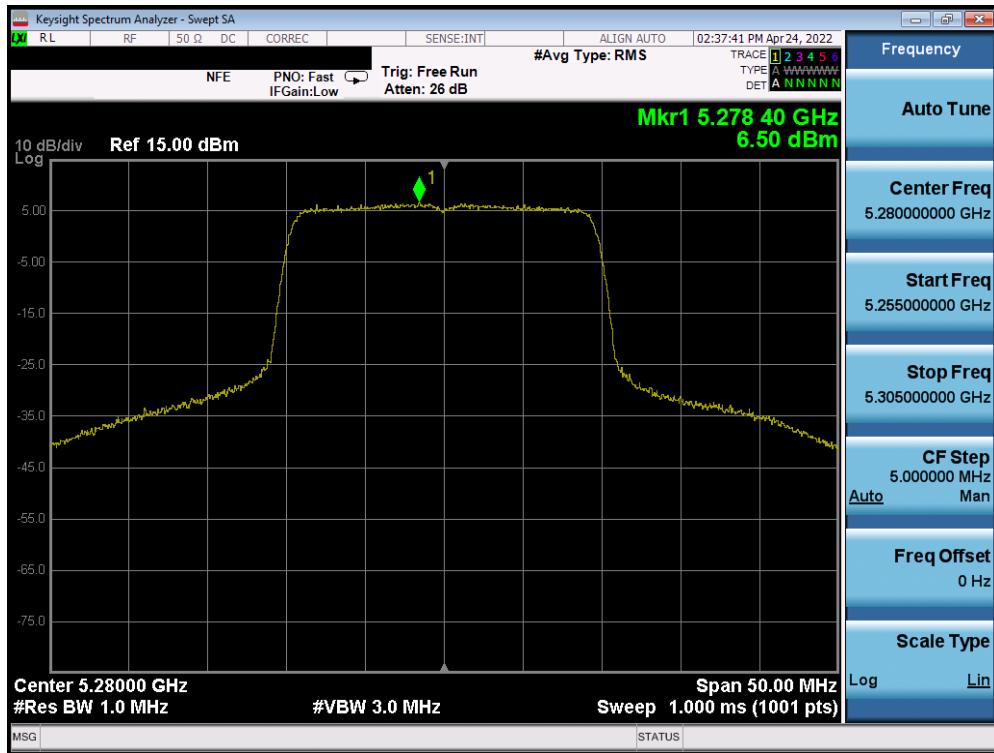 Keysight Spectrum Analyzer - Swept SA
LXI RL RF 50 Ω DC CORREC SENSE:INT ALIGN AUTO 02:37:41 PM Apr 24, 2022
#Avg Type: RMS TRACE 1 2 3 4 5 6
NFE PNO: Fast Trig: Free Run TYPE A WWWWW
IFGain:Low Atten: 26 dB DET A N N N N N
Mkr1 5.278 40 GHz
6.50 dBm
10 dB/div Ref 15.00 dBm
Log
1
5.00
-5.00
-15.0
-25.0
-35.0
-45.0
-55.0
-65.0
-75.0
Center 5.28000 GHz Span 50.00 MHz
#Res BW 1.0 MHz #VBW 3.0 MHz Sweep 1.000 ms (1001 pts)
MSG STATUS
Frequency
Auto Tune
Center Freq
5.280000000 GHz
Start Freq
5.255000000 GHz
Stop Freq
5.305000000 GHz
CF Step
5.000000 MHz
Auto Man
Freq Offset
0 Hz
Scale Type
Log Lin